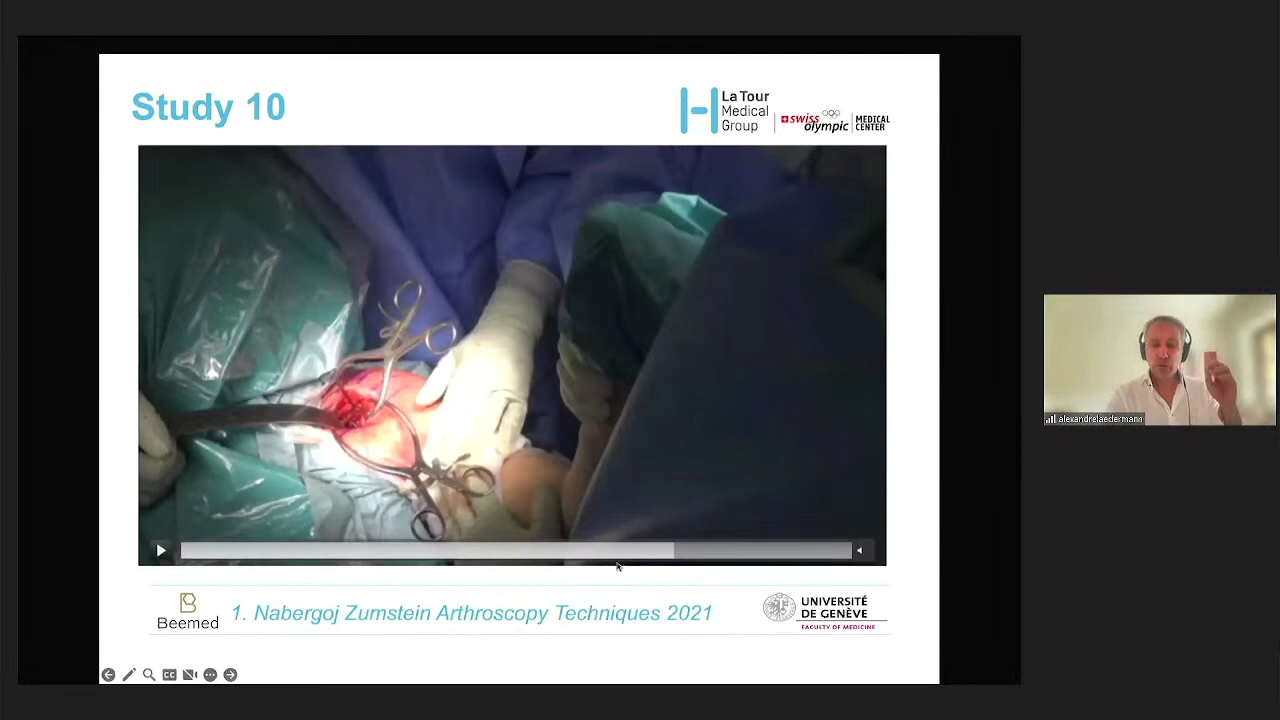 Study 10
La Tour
Medical
Group
swiss
olympic
MEDICAL
CENTER
alexandrelaedermann
Beemed
1. Nabergoj Zumstein Arthroscopy Techniques 2021
UNIVERSITÉ
DE GENÈVE
FACULTY OF MEDICINE
CC